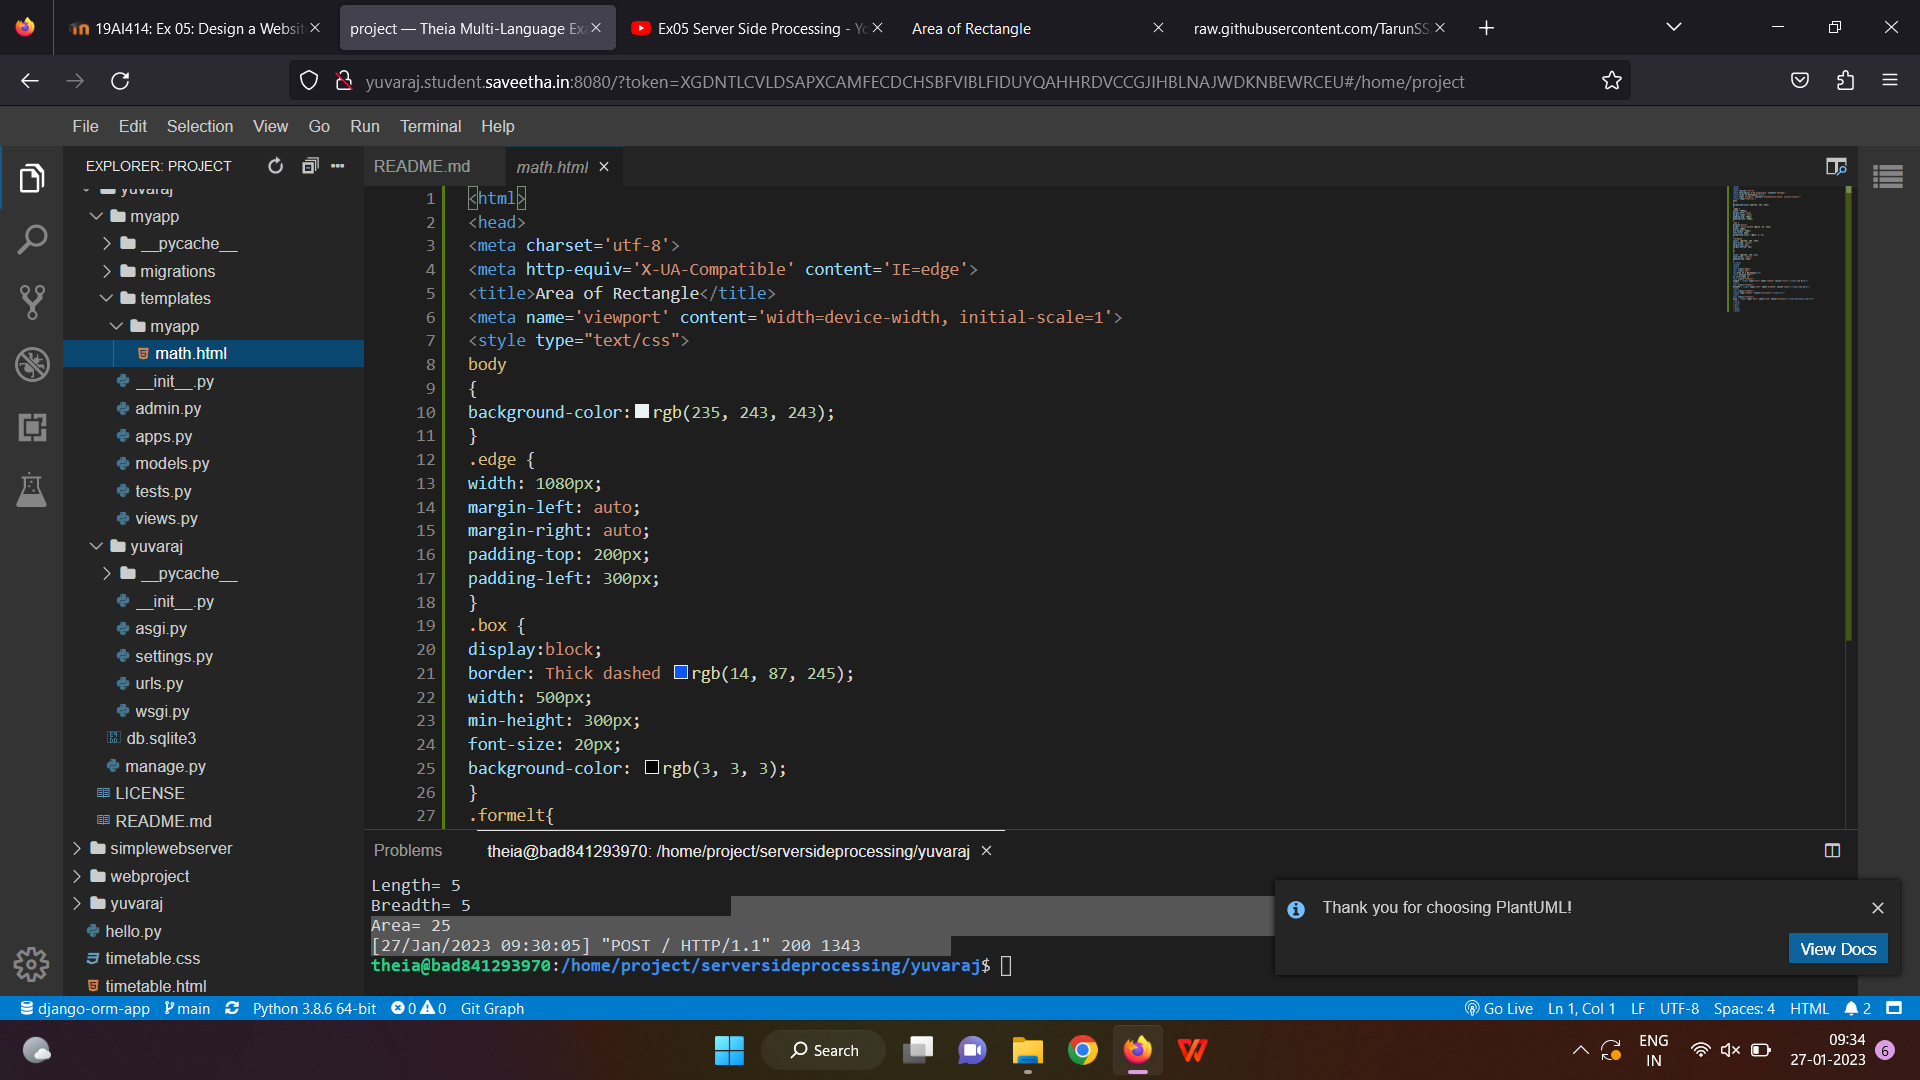 19AI414: Ex 05: Design a Websit
project — Theia Multi-Language Exa
Ex05 Server Side Processing - Yo
Area of Rectangle
raw.githubusercontent.com/TarunSS
yuvaraj.student.saveetha.in:8080/?token=XGDNTLCVLDSAPXCAMFECDCHSBFVIBLFIDUYQAHHRDVCCGJIHBLNAJWDKNBEWRCEU#/home/project
File Edit Selection View Go Run Terminal Help
EXPLORER: PROJECT
yuvaraj
myapp
__pycache__
migrations
templates
myapp
math.html
__init__.py
admin.py
apps.py
models.py
tests.py
views.py
yuvaraj
__pycache__
__init__.py
asgi.py
settings.py
urls.py
wsgi.py
db.sqlite3
manage.py
LICENSE
README.md
simplewebserver
webproject
yuvaraj
hello.py
timetable.css
timetable.html
README.md
math.html
1 <html>
2 <head>
3 <meta charset='utf-8'>
4 <meta http-equiv='X-UA-Compatible' content='IE=edge'>
5 <title>Area of Rectangle</title>
6 <meta name='viewport' content='width=device-width, initial-scale=1'>
7 <style type="text/css">
8 body
9 {
10 background-color: rgb(235, 243, 243);
11 }
12 .edge {
13 width: 1080px;
14 margin-left: auto;
15 margin-right: auto;
16 padding-top: 200px;
17 padding-left: 300px;
18 }
19 .box {
20 display:block;
21 border: Thick dashed rgb(14, 87, 245);
22 width: 500px;
23 min-height: 300px;
24 font-size: 20px;
25 background-color: rgb(3, 3, 3);
26 }
27 .formelt{
Problems
theia@bad841293970: /home/project/serversideprocessing/yuvaraj
Length= 5
Breadth= 5
Area= 25
[27/Jan/2023 09:30:05] "POST / HTTP/1.1" 200 1343
theia@bad841293970:/home/project/serversideprocessing/yuvaraj$
Thank you for choosing PlantUML!
View Docs
django-orm-app main Python 3.8.6 64-bit 0 0 Git Graph
Go Live Ln 1, Col 1 LF UTF-8 Spaces: 4 HTML 2
Search
ENG
IN
09:34
27-01-2023
6